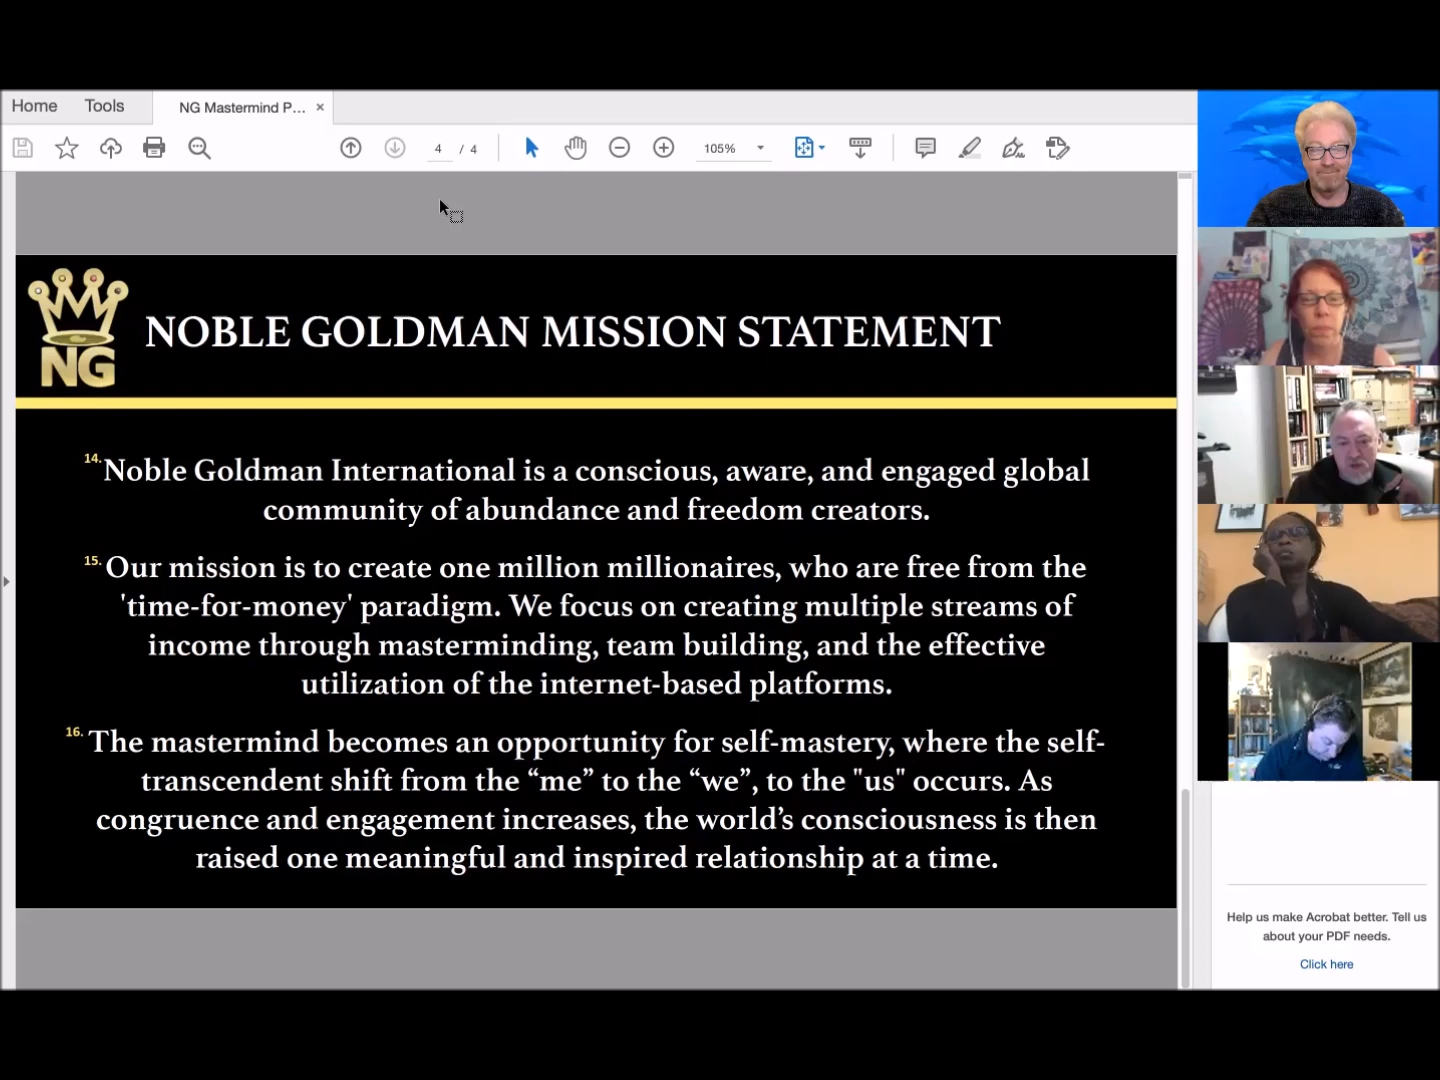 Home Tools NG Mastermind P... ×
4 / 4 105%
NG
NOBLE GOLDMAN MISSION STATEMENT
14. Noble Goldman International is a conscious, aware, and engaged global
community of abundance and freedom creators.
15. Our mission is to create one million millionaires, who are free from the
'time-for-money' paradigm. We focus on creating multiple streams of
income through masterminding, team building, and the effective
utilization of the internet-based platforms.
16. The mastermind becomes an opportunity for self-mastery, where the self-
transcendent shift from the “me” to the “we”, to the "us" occurs. As
congruence and engagement increases, the world’s consciousness is then
raised one meaningful and inspired relationship at a time.
Help us make Acrobat better. Tell us
about your PDF needs.
Click here